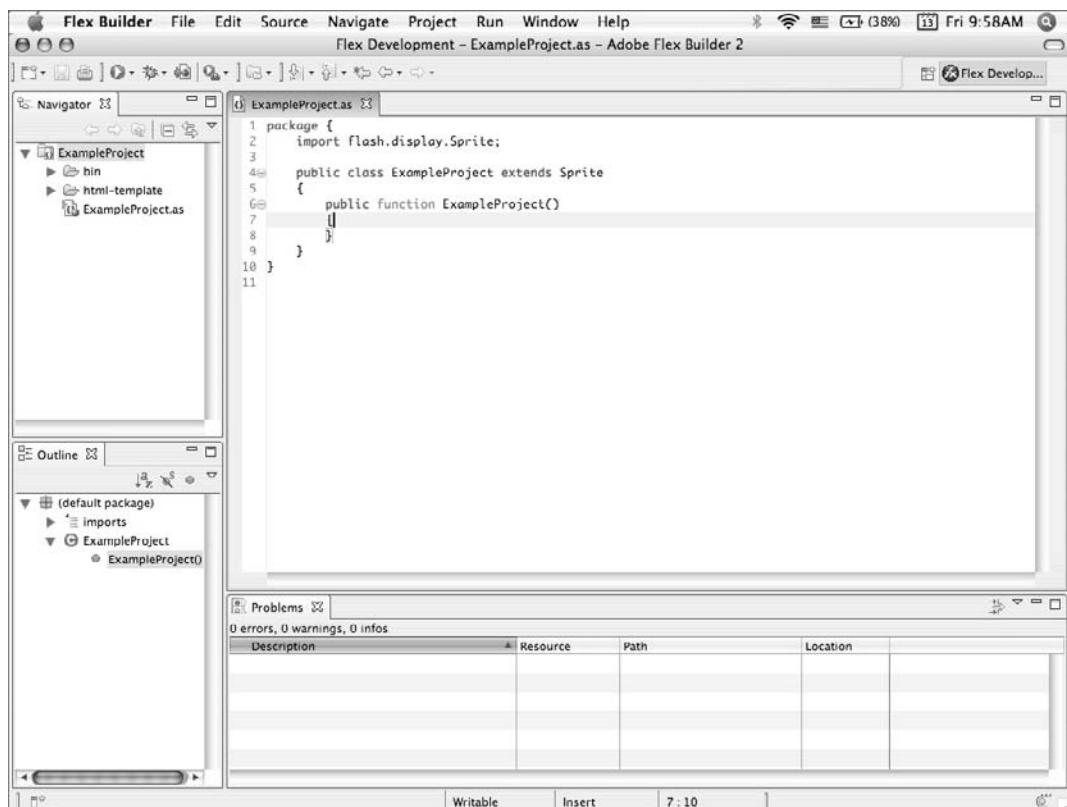 Flex Builder File Edit Source Navigate Project Run Window Help (38%) 13 Fri 9:58AM
Flex Development – ExampleProject.as – Adobe Flex Builder 2
Flex Develop...
Navigator
ExampleProject
bin
html-template
ExampleProject.as
ExampleProject.as
1 package {
2 import flash.display.Sprite;
3
4 public class ExampleProject extends Sprite
5 {
6 public function ExampleProject()
7 {
8 }
9 }
10 }
11
Outline
(default package)
imports
ExampleProject
ExampleProject()
Problems
0 errors, 0 warnings, 0 infos
Description Resource Path Location
Writable Insert 7 : 10